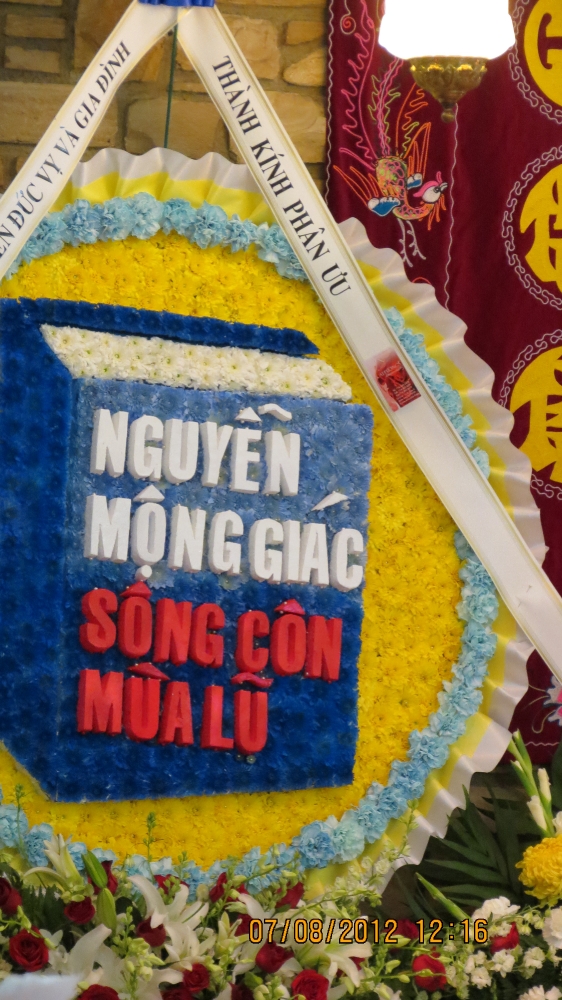 ĐỨC VỴ VÀ GIA ĐÌNH
THÀNH KÍNH PHÂN ƯU
NGUYỄN
MỘNG GIÁC
SÔNG CÔN
MÙA LŨ
07/08/2012 12:16